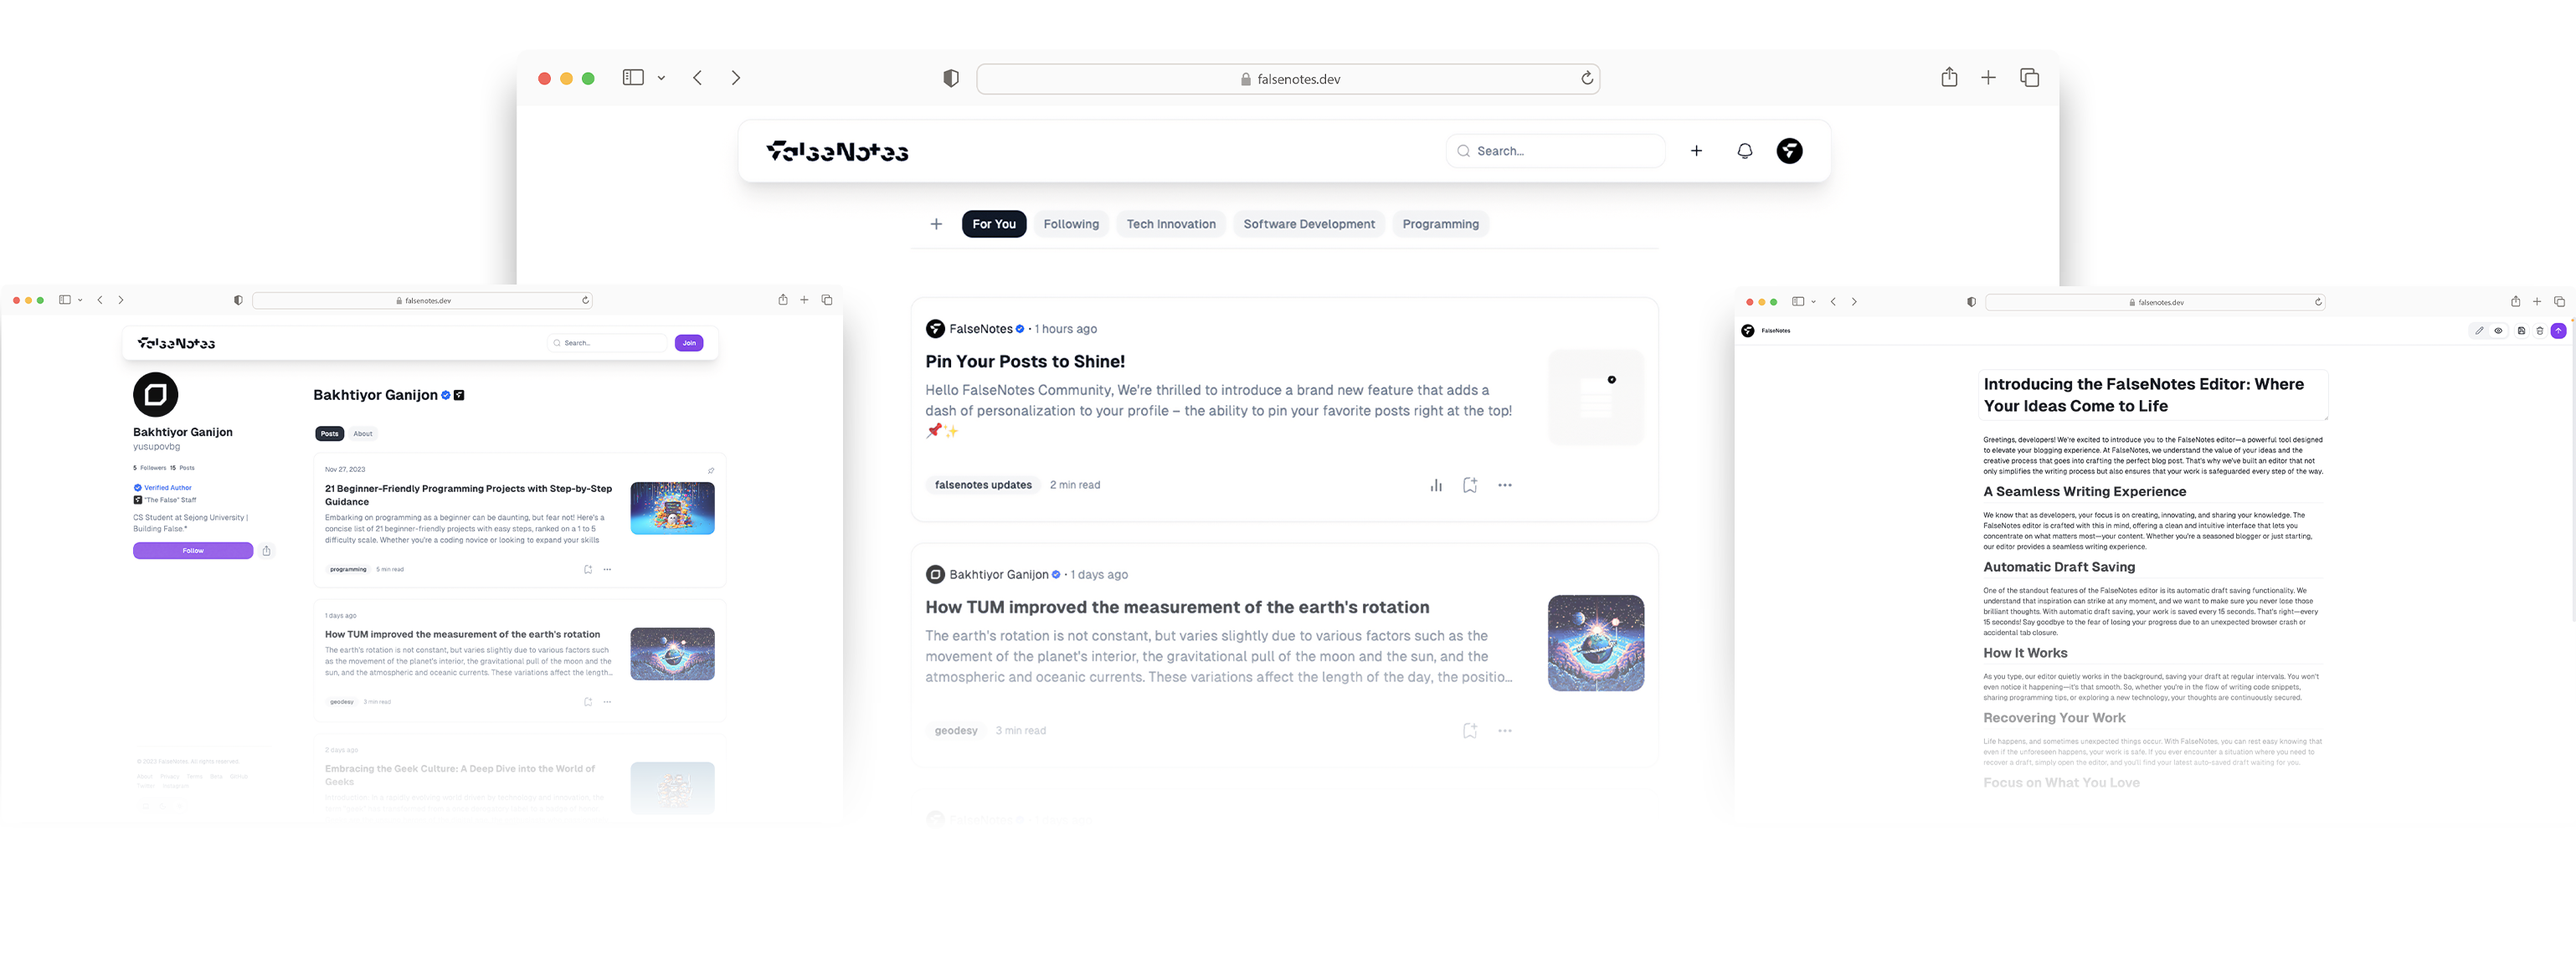 falsenotes.dev
FalseNotes
Search...
For You
Following
Tech Innovation
Software Development
Programming
FalseNotes · 1 hours ago
Pin Your Posts to Shine!
Hello FalseNotes Community, We're thrilled to introduce a brand new feature that adds a
dash of personalization to your profile – the ability to pin your favorite posts right at the top!
📌✨
falsenotes updates
2 min read
Bakhtiyor Ganijon · 1 days ago
How TUM improved the measurement of the earth's rotation
The earth's rotation is not constant, but varies slightly due to various factors such as the
movement of the planet's interior, the gravitational pull of the moon and the sun, and the
atmospheric and oceanic currents. These variations affect the length of the day, the positio...
geodesy
3 min read
FalseNotes
falsenotes.dev
FalseNotes
Search..
Join
Bakhtiyor Ganijon
yusupovbg
5 Followers 15 Posts
Verified Author
"The False" Staff
CS Student at Sejong University |
Building False.*
Follow
© 2023 FalseNotes. All rights reserved.
About Privacy Terms Beta GitHub
Twitter Instagram
Bakhtiyor Ganijon
Posts
About
Nov 27, 2023
21 Beginner-Friendly Programming Projects with Step-by-Step
Guidance
Embarking on programming as a beginner can be daunting, but fear not! Here's a
concise list of 21 beginner-friendly projects with easy steps, ranked on a 1 to 5
difficulty scale. Whether you're a coding novice or looking to expand your skills
programming
5 min read
1 days ago
How TUM improved the measurement of the earth's rotation
The earth's rotation is not constant, but varies slightly due to various factors such
as the movement of the planet's interior, the gravitational pull of the moon and the
sun, and the atmospheric and oceanic currents. These variations affect the length...
geodesy
3 min read
2 days ago
Embracing the Geek Culture: A Deep Dive into the World of
Geeks
falsenotes.dev
FalseNotes
Introducing the FalseNotes Editor: Where
Your Ideas Come to Life
Greetings, developers! We're excited to introduce you to the FalseNotes editor—a powerful tool designed
to elevate your blogging experience. At FalseNotes, we understand the value of your ideas and the
creative process that goes into crafting the perfect blog post. That's why we've built an editor that not
only simplifies the writing process but also ensures that your work is safeguarded every step of the way.
A Seamless Writing Experience
We know that as developers, your focus is on creating, innovating, and sharing your knowledge. The
FalseNotes editor is crafted with this in mind, offering a clean and intuitive interface that lets you
concentrate on what matters most—your content. Whether you're a seasoned blogger or just starting,
our editor provides a seamless writing experience.
Automatic Draft Saving
One of the standout features of the FalseNotes editor is its automatic draft saving functionality. We
understand that inspiration can strike at any moment, and we want to make sure you never lose those
brilliant thoughts. With automatic draft saving, your work is saved every 15 seconds. That's right—every
15 seconds! Say goodbye to the fear of losing your progress due to an unexpected browser crash or
accidental tab closure.
How It Works
As you type, our editor quietly works in the background, saving your draft at regular intervals. You won't
even notice it happening—it's that smooth. So, whether you're in the flow of writing code snippets,
sharing programming tips, or exploring a new technology, your thoughts are continuously secured.
Recovering Your Work
Life happens, and sometimes unexpected things occur. With FalseNotes, you can rest easy knowing that
even if the unforeseen happens, your work is safe. If you ever encounter a situation where you need to
recover a draft, simply open the editor, and you'll find your latest auto-saved draft waiting for you.
Focus on What You Love